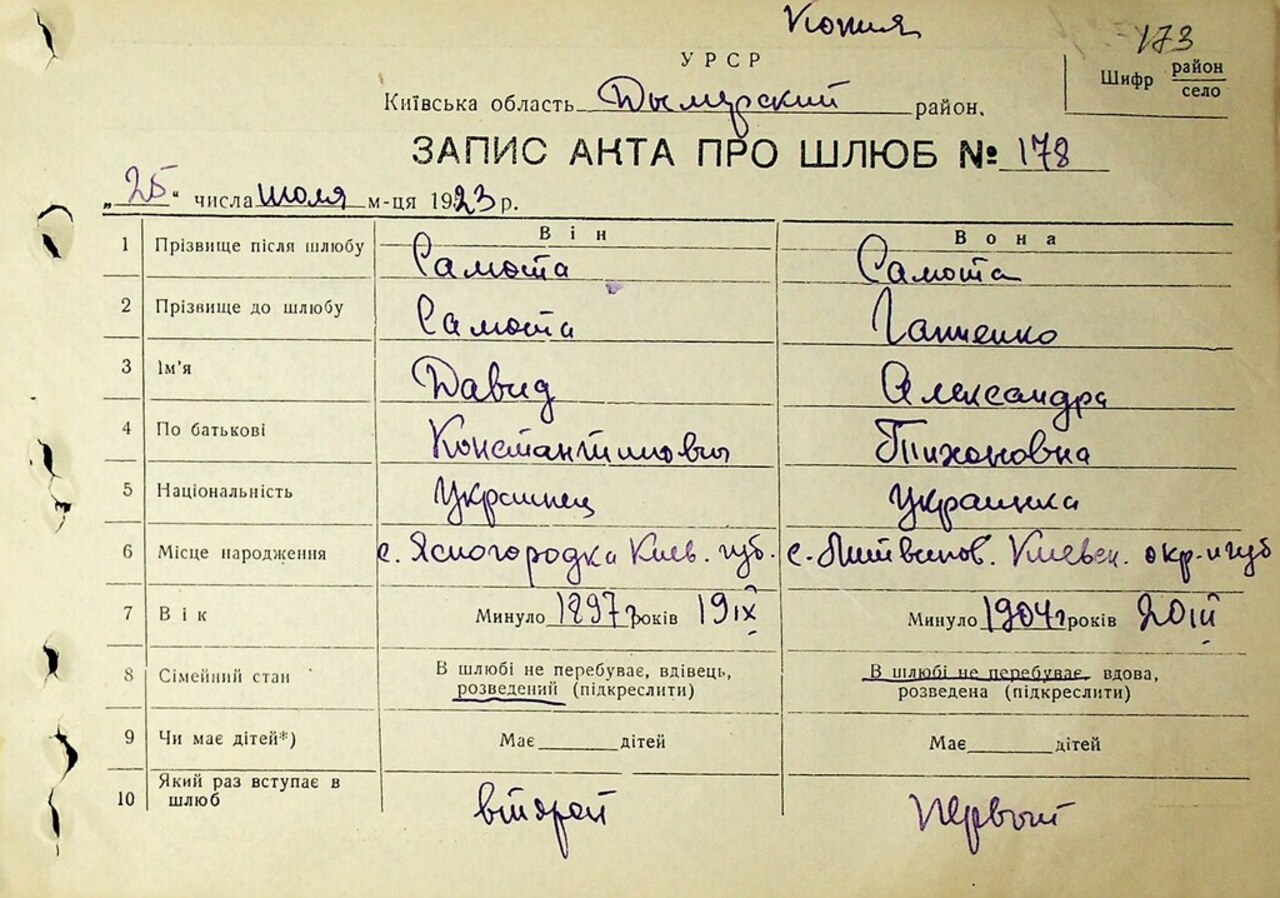 Копия
173
УРСР
Шифр район
село
Київська область Дымерский район.
ЗАПИС АКТА ПРО ШЛЮБ № 178
„25" числа июля м-ця 1923 р.
Він Вона
1 Прізвище після шлюбу Самота Самота
2 Прізвище до шлюбу Самота
3 Ім'я Давид Александра
4 По батькові Константинович Тихоновна
5 Національність Украинец Украинка
6 Місце народження с. Ясногородка Киев. губ. с. Литвинов. Киевск. окр. и губ
7 Вік Минуло 1897 г років 19 IX Минуло 1904 г років 20 III
8 Сімейний стан В шлюбі не перебуває, вдівець, В шлюбі не перебуває, вдова,
розведений (підкреслити) розведена (підкреслити)
9 Чи має дітей*) Має дітей Має дітей
10 Який раз вступає в
шлюб второй первый